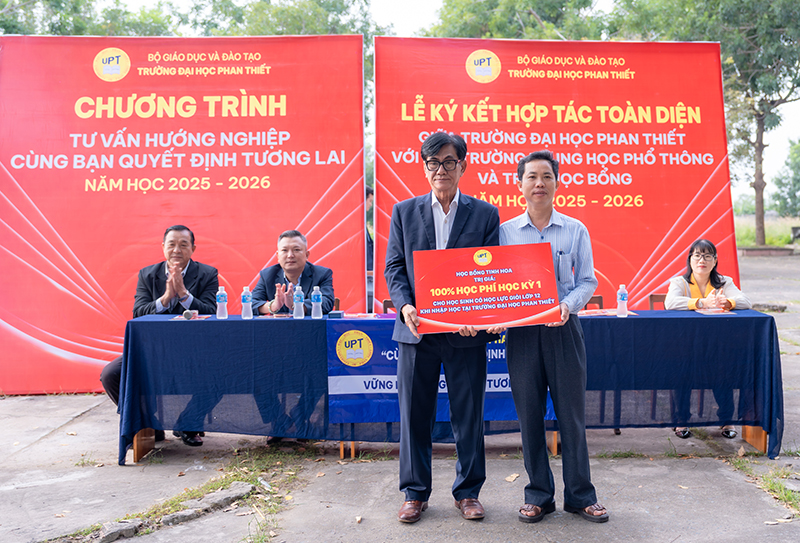 UPT
BỘ GIÁO DỤC VÀ ĐÀO TẠO
TRƯỜNG ĐẠI HỌC PHAN THIẾT
CHƯƠNG TRÌNH
TƯ VẤN HƯỚNG NGHIỆP
CÙNG BẠN QUYẾT ĐỊNH TƯƠNG LAI
NĂM HỌC 2025 - 2026
UPT
BỘ GIÁO DỤC VÀ ĐÀO TẠO
TRƯỜNG ĐẠI HỌC PHAN THIẾT
LỄ KÝ KẾT HỢP TÁC TOÀN DIỆN
TRƯỜNG ĐẠI HỌC PHAN THIẾT
VỚI TRƯỜNG HỌC PHỔ THÔNG
VÀ BỔNG
HỌC 2025 - 2026
UPT
HỌC BỔNG TINH HOA
TRỊ GIÁ:
100% HỌC PHÍ HỌC KỲ 1
CHO HỌC SINH CÓ HỌC LỰC GIỎI LỚP 12
KHI NHẬP HỌC TẠI TRƯỜNG ĐẠI HỌC PHAN THIẾT
UPT
ĐỊNH
VỮNG